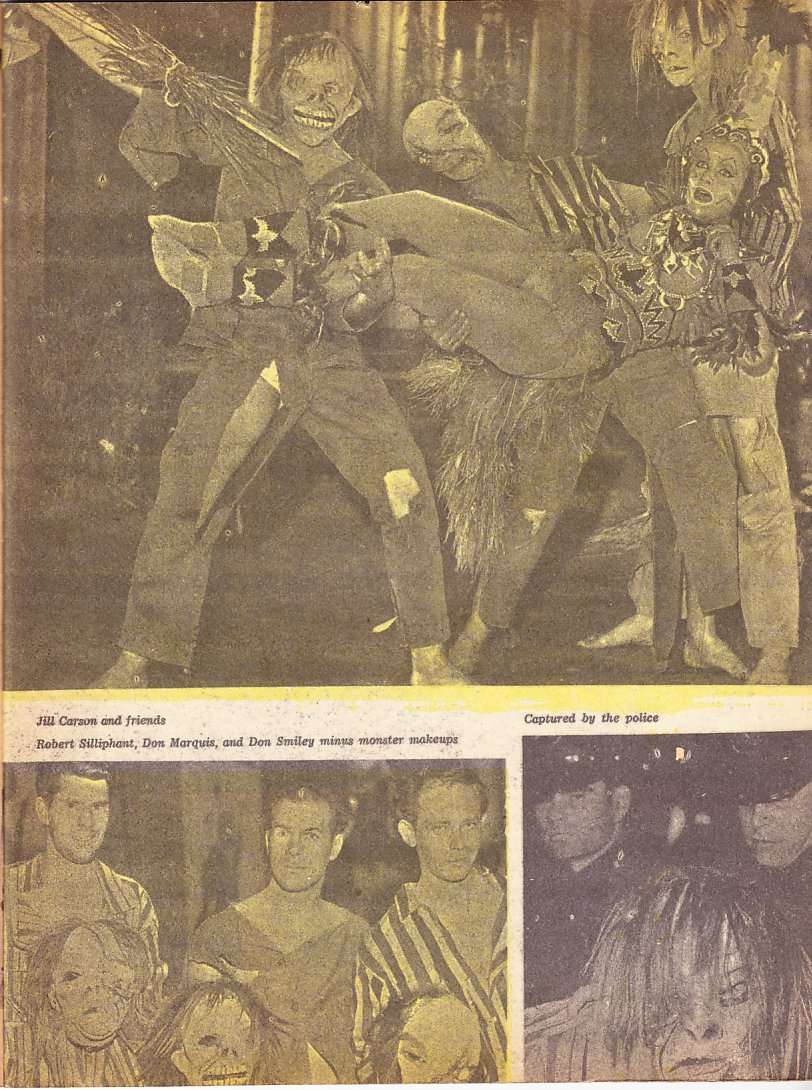 Jill Carson and friends
Robert Silliphant, Don Marquis, and Don Smiley minus monster makeups
Captured by the police